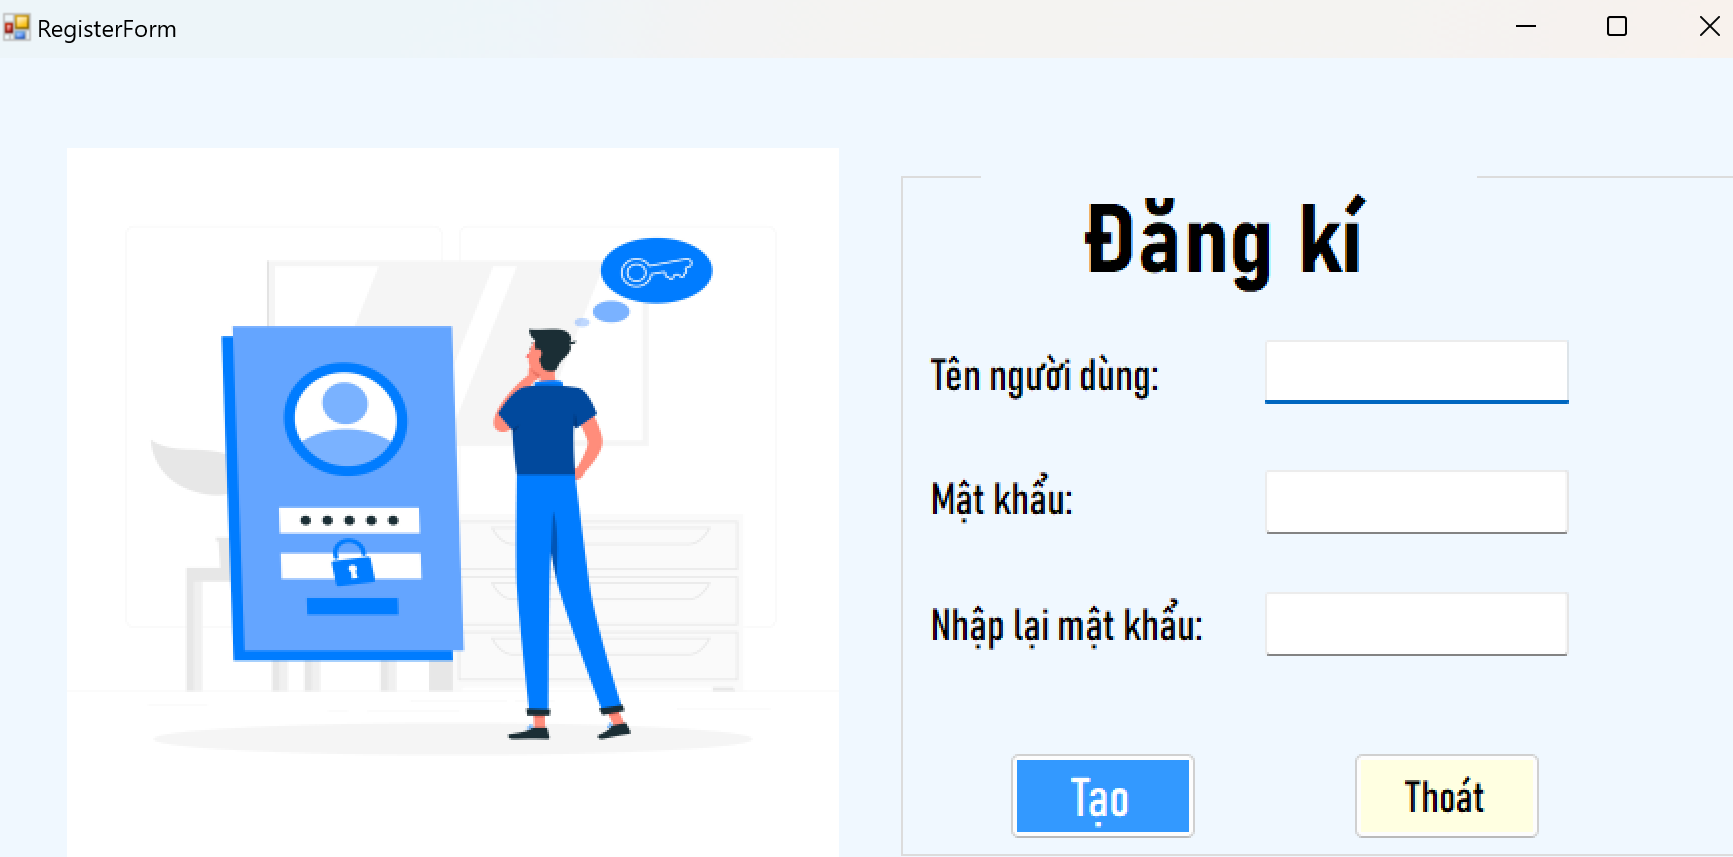 RegisterForm
Đăng kí
Tên người dùng:
Mật khẩu:
Nhập lại mật khẩu:
Tạo
Thoát